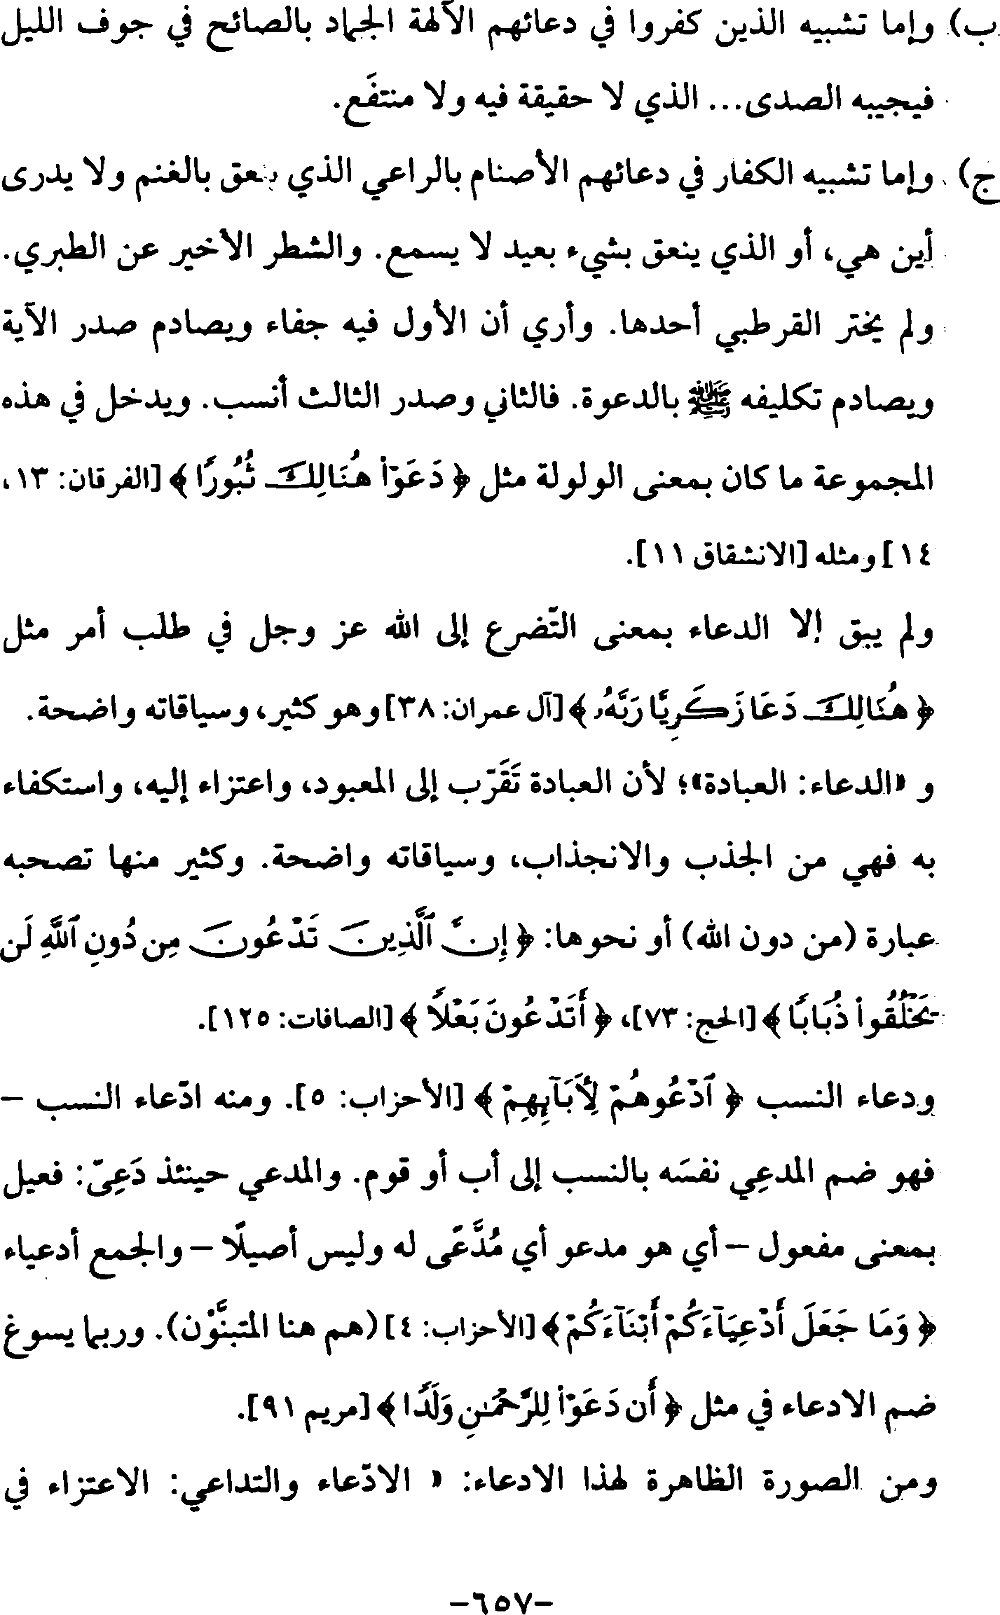 ب) وإما تشبيه الذين كفروا في دعائهم الآلهة الجماد بالصائح في جوف الليل
فيجيبه الصدى... الذي لا حقيقة فيه ولا منتفَع.
ج) وإما تشبيه الكفار في دعائهم الأصنام بالراعي الذي ينعق بالغنم ولا يدرى
أين هي، أو الذي ينعق بشيء بعيد لا يسمع. والشطر الأخير عن الطبري.
ولم يختر القرطبي أحدها. وأري أن الأول فيه جفاء ويصادم صدر الآية
ويصادم تكليفه ﷺ بالدعوة. فالثاني وصدر الثالث أنسب. ويدخل في هذه
المجموعة ما كان بمعنى الولولة مثل ﴿ دَعَوْا۟ هُنَالِكَ ثُبُورًا ﴾ [الفرقان: ١٣،
١٤] ومثله [الانشقاق ١١].
ولم يبق إلا الدعاء بمعنى التّضرع إلى الله عز وجل في طلب أمر مثل
﴿ هُنَالِكَ دَعَا زَكَرِيَّا رَبَّهُۥ ﴾ [آل عمران: ٣٨] وهو كثير، وسياقاته واضحة.
و «الدعاء: العبادة»؛ لأن العبادة تَقَرّب إلى المعبود، واعتزاء إليه، واستكفاء
به فهي من الجذب والانجذاب، وسياقاته واضحة. وكثير منها تصحبه
عبارة (من دون الله) أو نحوها: ﴿ إِنَّ ٱلَّذِينَ تَدْعُونَ مِن دُونِ ٱللَّهِ لَن
يَخْلُقُوا۟ ذُبَابًا ﴾ [الحج: ٧٣]، ﴿ أَتَدْعُونَ بَعْلًا ﴾ [الصافات: ١٢٥].
ودعاء النسب ﴿ ٱدْعُوهُمْ لِأَبَآئِهِمْ ﴾ [الأحزاب: ٥]. ومنه ادّعاء النسب –
فهو ضم المدعِي نفسَه بالنسب إلى أب أو قوم. والمدعي حينئذ دَعِىّ: فعيل
بمعنى مفعول – أي هو مدعو أي مُدَّعًى له وليس أصيلًا – والجمع أدعياء
﴿ وَمَا جَعَلَ أَدْعِيَآءَكُمْ أَبْنَآءَكُمْ ﴾ [الأحزاب: ٤] (هم هنا المتبنَّوْن). وربما يسوغ
ضم الادعاء في مثل ﴿ أَن دَعَوْا۟ لِلرَّحْمَـٰنِ وَلَدًا ﴾ [مريم ٩١].
ومن الصورة الظاهرة لهذا الادعاء: « الادّعاء والتداعي: الاعتزاء في
-٦٥٧-